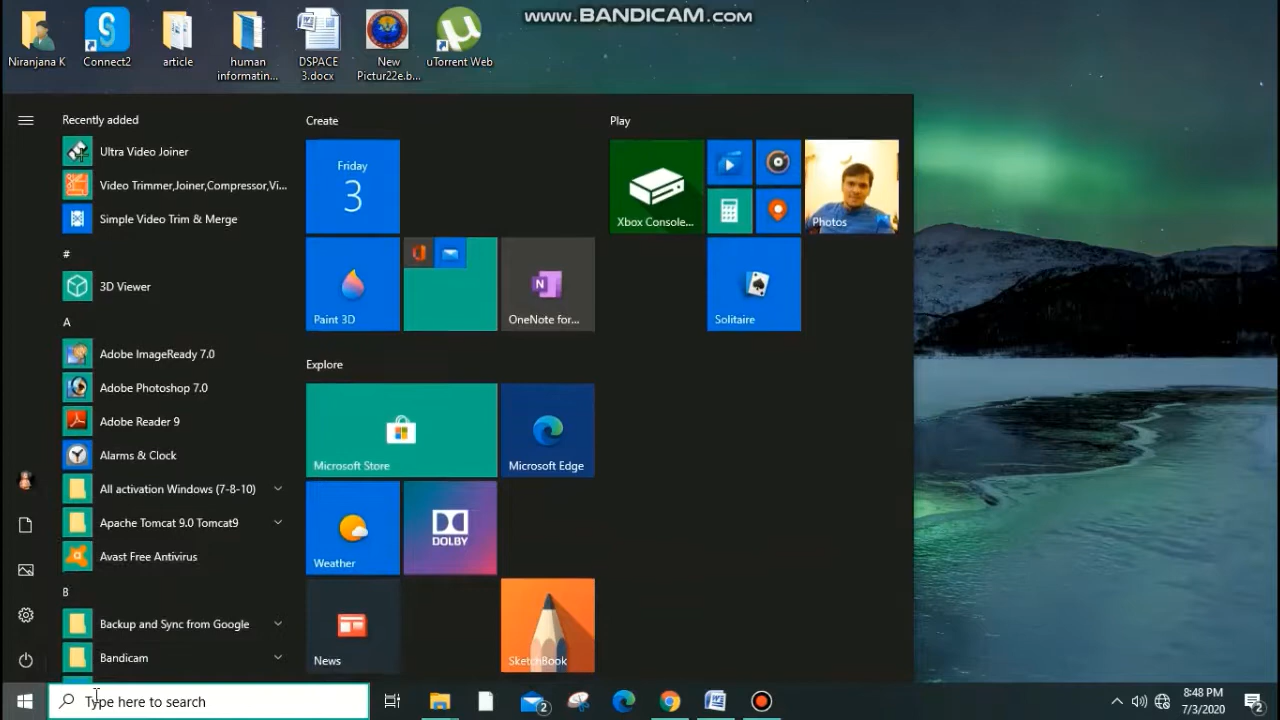 www.BANDICAM.com
Niranjana K
Connect2
article
human
informatin...
DSPACE
3.docx
New
Pictur22e.b...
uTorrent Web
Recently added
Ultra Video Joiner
Video Trimmer,Joiner,Compressor,Vi...
Simple Video Trim & Merge
#
3D Viewer
A
Adobe ImageReady 7.0
Adobe Photoshop 7.0
Adobe Reader 9
Alarms & Clock
All activation Windows (7-8-10)
Apache Tomcat 9.0 Tomcat9
Avast Free Antivirus
B
Backup and Sync from Google
Bandicam
Create
Friday
3
Paint 3D
OneNote for...
Explore
Microsoft Store
Microsoft Edge
Weather
DOLBY
News
SketchBook
Play
Xbox Console...
Photos
Solitaire
Type here to search
2
8:48 PM
7/3/2020
2